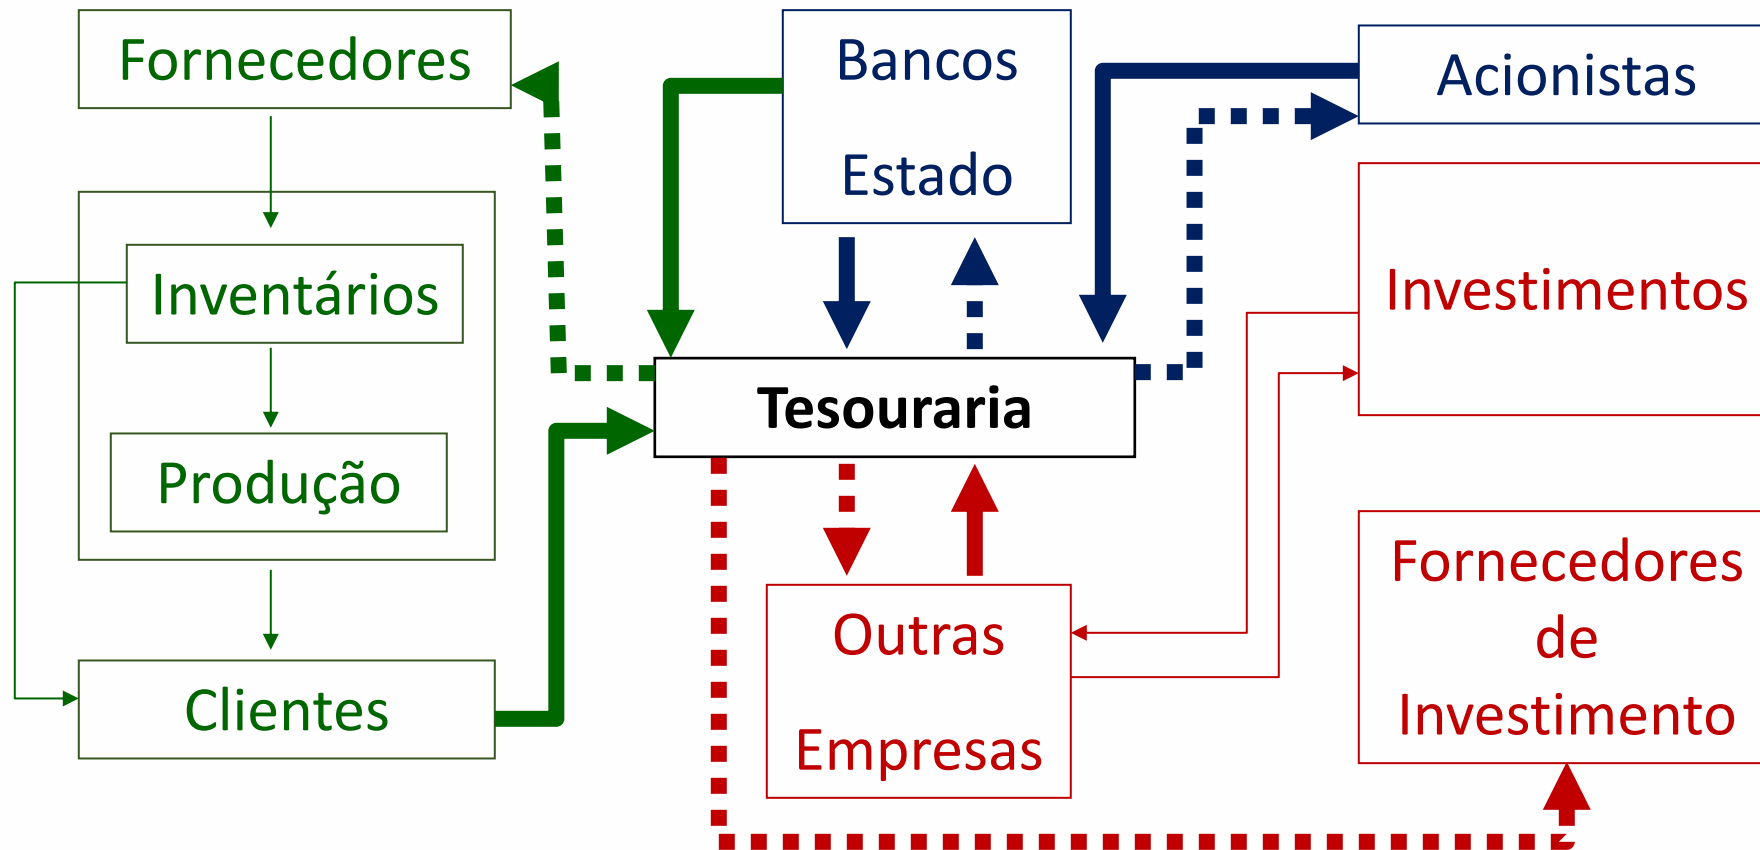 Fornecedores
Bancos
Estado
Acionistas
Inventários
Investimentos
Tesouraria
Produção
Fornecedores
de
Investimento
Outras
Empresas
Clientes